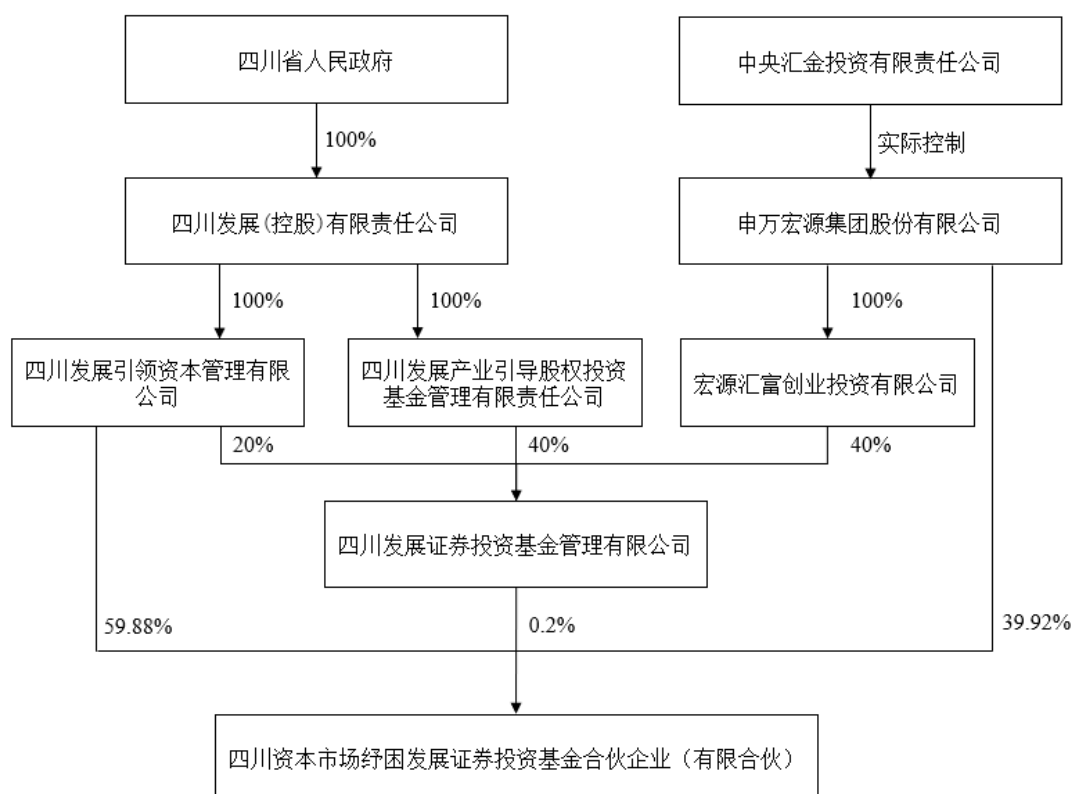 四川省人民政府
中央汇金投资有限责任公司
100%
实际控制
四川发展(控股)有限责任公司
申万宏源集团股份有限公司
100%
100%
100%
四川发展引领资本管理有限
公司
四川发展产业引导股权投资
基金管理有限责任公司
宏源汇富创业投资有限公司
20%
40%
40%
四川发展证券投资基金管理有限公司
59.88%
0.2%
39.92%
四川资本市场纾困发展证券投资基金合伙企业（有限合伙）